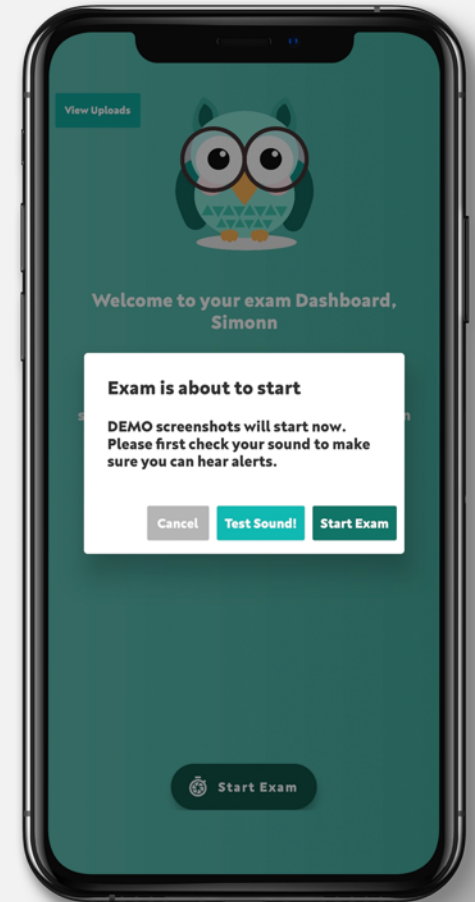 View Uploads
Welcome to your exam Dashboard,
Simonn
Exam is about to start
DEMO screenshots will start now.
Please first check your sound to make
sure you can hear alerts.
Cancel
Test Sound!
Start Exam
Start Exam